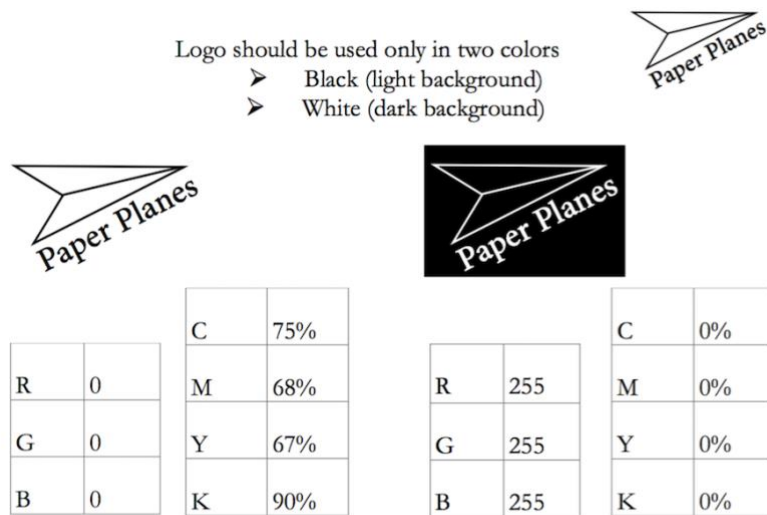 Logo should be used only in two colors
➢ Black (light background)
➢ White (dark background)
Paper Planes
Paper Planes
Paper Planes
R 0
G 0
B 0
C 75%
M 68%
Y 67%
K 90%
R 255
G 255
B 255
C 0%
M 0%
Y 0%
K 0%